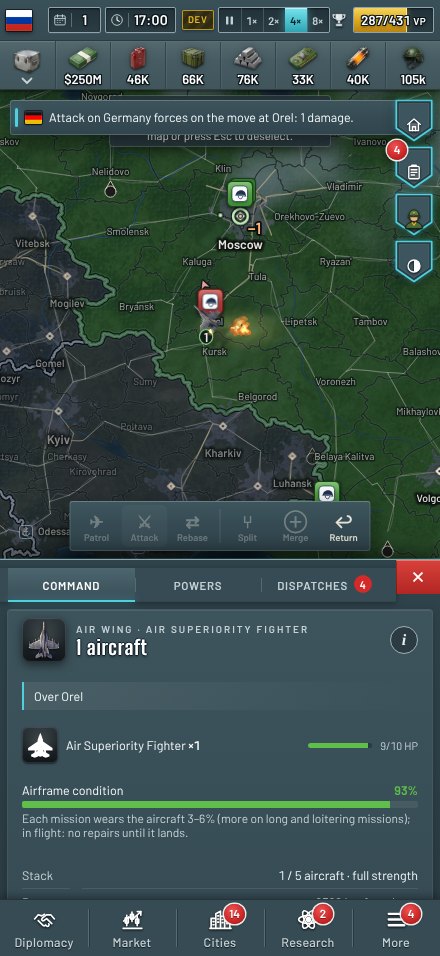 1
17:00
DEV
1×
2×
4×
8×
287/431 VP
$250M
46K
66K
76K
33K
40K
105k
Novgorod
Attack on Germany forces on the move at Orel: 1 damage.
map or press Esc to deselect.
Ivanovo
4
Nelidovo
Klin
Vladimir
Smolensk
Orekhovo-Zuevo
−1
Moscow
Vitebsk
Kaluga
Tula
Ryazan
Mogilev
Bryansk
Lipetsk
Tambov
1
Kursk
Gomel
Balashov
Sumy
Voronezh
Belgorod
Poltava
Mikhaylovka
Kyiv
Kharkiv
Cherkasy
Belaya Kalitva
Kirovohrad
Luhansk
Odessa
Patrol
Attack
Rebase
Split
Merge
Return
COMMAND
POWERS
DISPATCHES 4
AIR WING · AIR SUPERIORITY FIGHTER
1 aircraft
i
Over Orel
Air Superiority Fighter ×1
9/10 HP
Airframe condition
93%
Each mission wears the aircraft 3–6% (more on long and loitering missions);
in flight: no repairs until it lands.
Stack
1 / 5 aircraft · full strength
14
2
4
Diplomacy
Market
Cities
Research
More